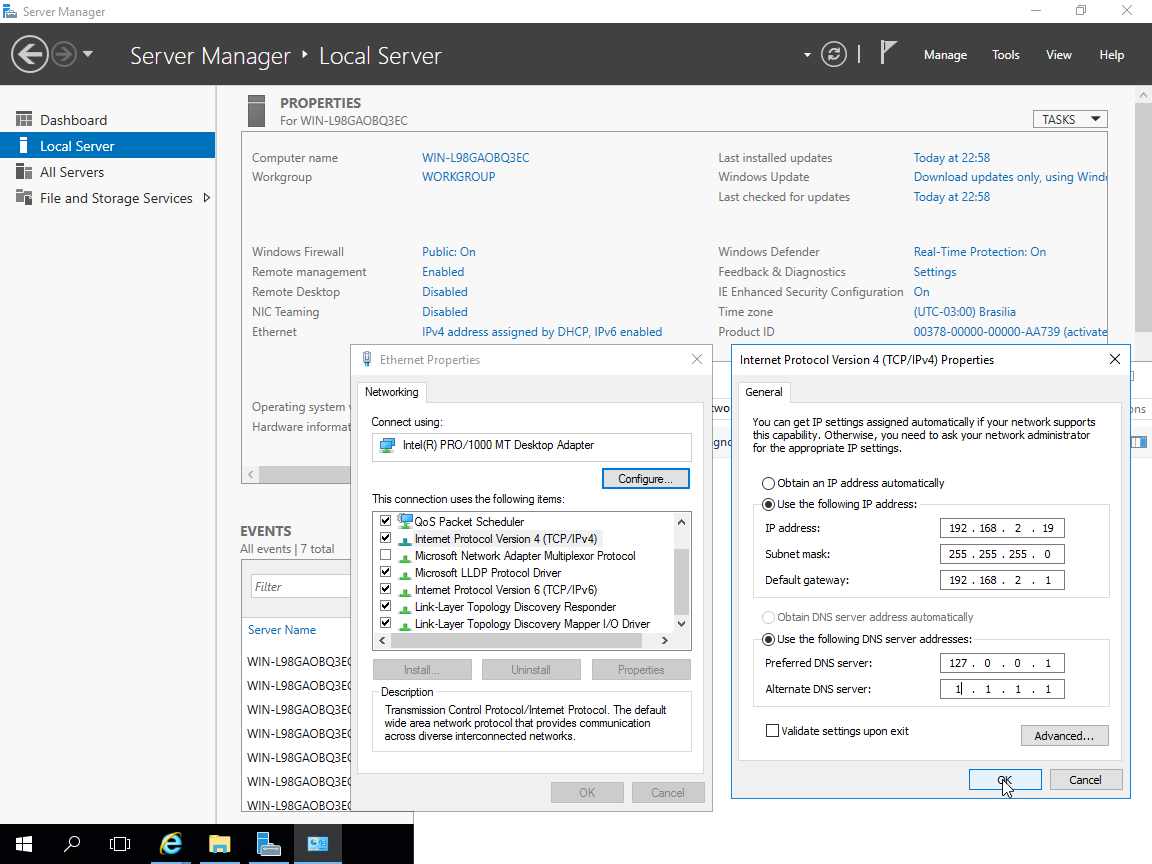 Server Manager
Server Manager ‣ Local Server
Manage Tools View Help
Dashboard
Local Server
All Servers
File and Storage Services
PROPERTIES
For WIN-L98GAOBQ3EC
TASKS
Computer name WIN-L98GAOBQ3EC
Workgroup WORKGROUP
Last installed updates Today at 22:58
Windows Update Download updates only, using Windo
Last checked for updates Today at 22:58
Windows Firewall Public: On
Remote management Enabled
Remote Desktop Disabled
NIC Teaming Disabled
Ethernet IPv4 address assigned by DHCP, IPv6 enabled
Windows Defender Real-Time Protection: On
Feedback & Diagnostics Settings
IE Enhanced Security Configuration On
Time zone (UTC-03:00) Brasilia
Product ID 00378-00000-00000-AA739 (activate
Operating system v
Hardware informat
EVENTS
All events | 7 total
Filter
Server Name
WIN-L98GAOBQ3EC
WIN-L98GAOBQ3EC
WIN-L98GAOBQ3EC
WIN-L98GAOBQ3EC
WIN-L98GAOBQ3EC
WIN-L98GAOBQ3EC
WIN-L98GAOBQ3EC
Ethernet Properties
Networking
Connect using:
Intel(R) PRO/1000 MT Desktop Adapter
Configure...
This connection uses the following items:
QoS Packet Scheduler
Internet Protocol Version 4 (TCP/IPv4)
Microsoft Network Adapter Multiplexor Protocol
Microsoft LLDP Protocol Driver
Internet Protocol Version 6 (TCP/IPv6)
Link-Layer Topology Discovery Responder
Link-Layer Topology Discovery Mapper I/O Driver
Install... Uninstall Properties
Description
Transmission Control Protocol/Internet Protocol. The default
wide area network protocol that provides communication
across diverse interconnected networks.
OK Cancel
Internet Protocol Version 4 (TCP/IPv4) Properties
General
You can get IP settings assigned automatically if your network supports
this capability. Otherwise, you need to ask your network administrator
for the appropriate IP settings.
Obtain an IP address automatically
Use the following IP address:
IP address: 192 . 168 . 2 . 19
Subnet mask: 255 . 255 . 255 . 0
Default gateway: 192 . 168 . 2 . 1
Obtain DNS server address automatically
Use the following DNS server addresses:
Preferred DNS server: 127 . 0 . 0 . 1
Alternate DNS server: 1 . 1 . 1 . 1
Validate settings upon exit
Advanced...
OK Cancel